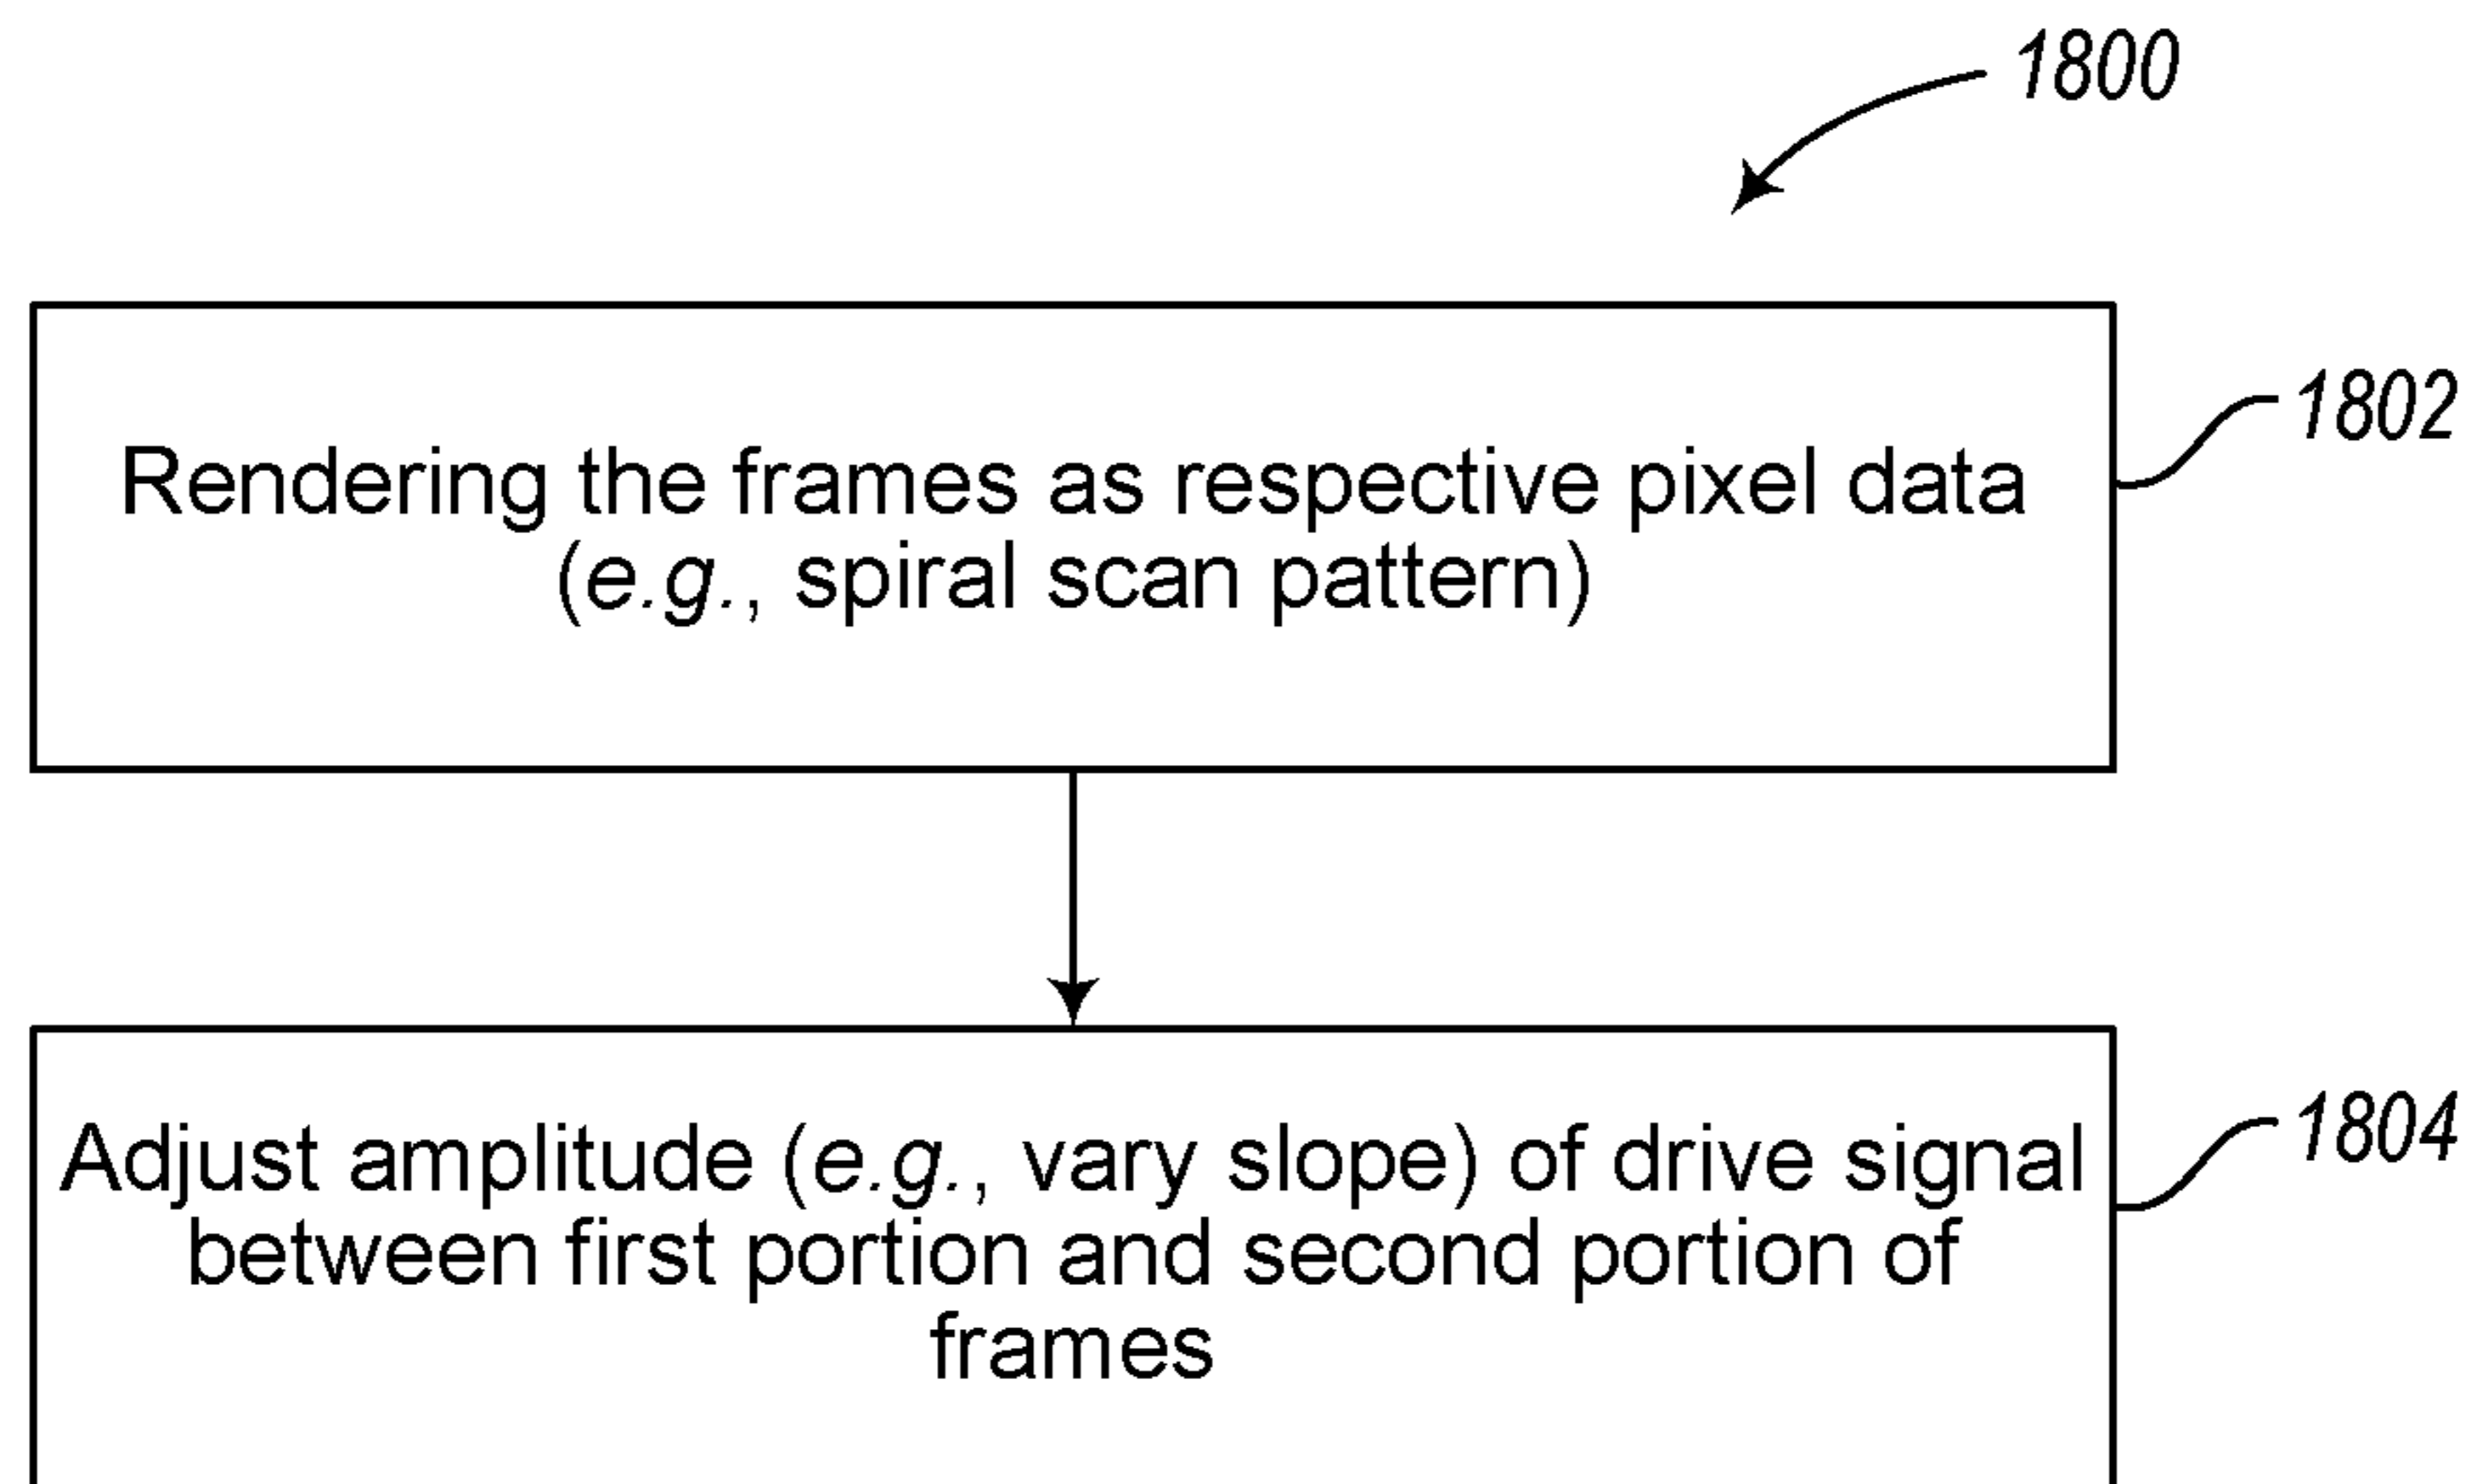 1800
Rendering the frames as respective pixel data
(e.g., spiral scan pattern)
1802
Adjust amplitude (e.g., vary slope) of drive signal
between first portion and second portion of
frames
1804